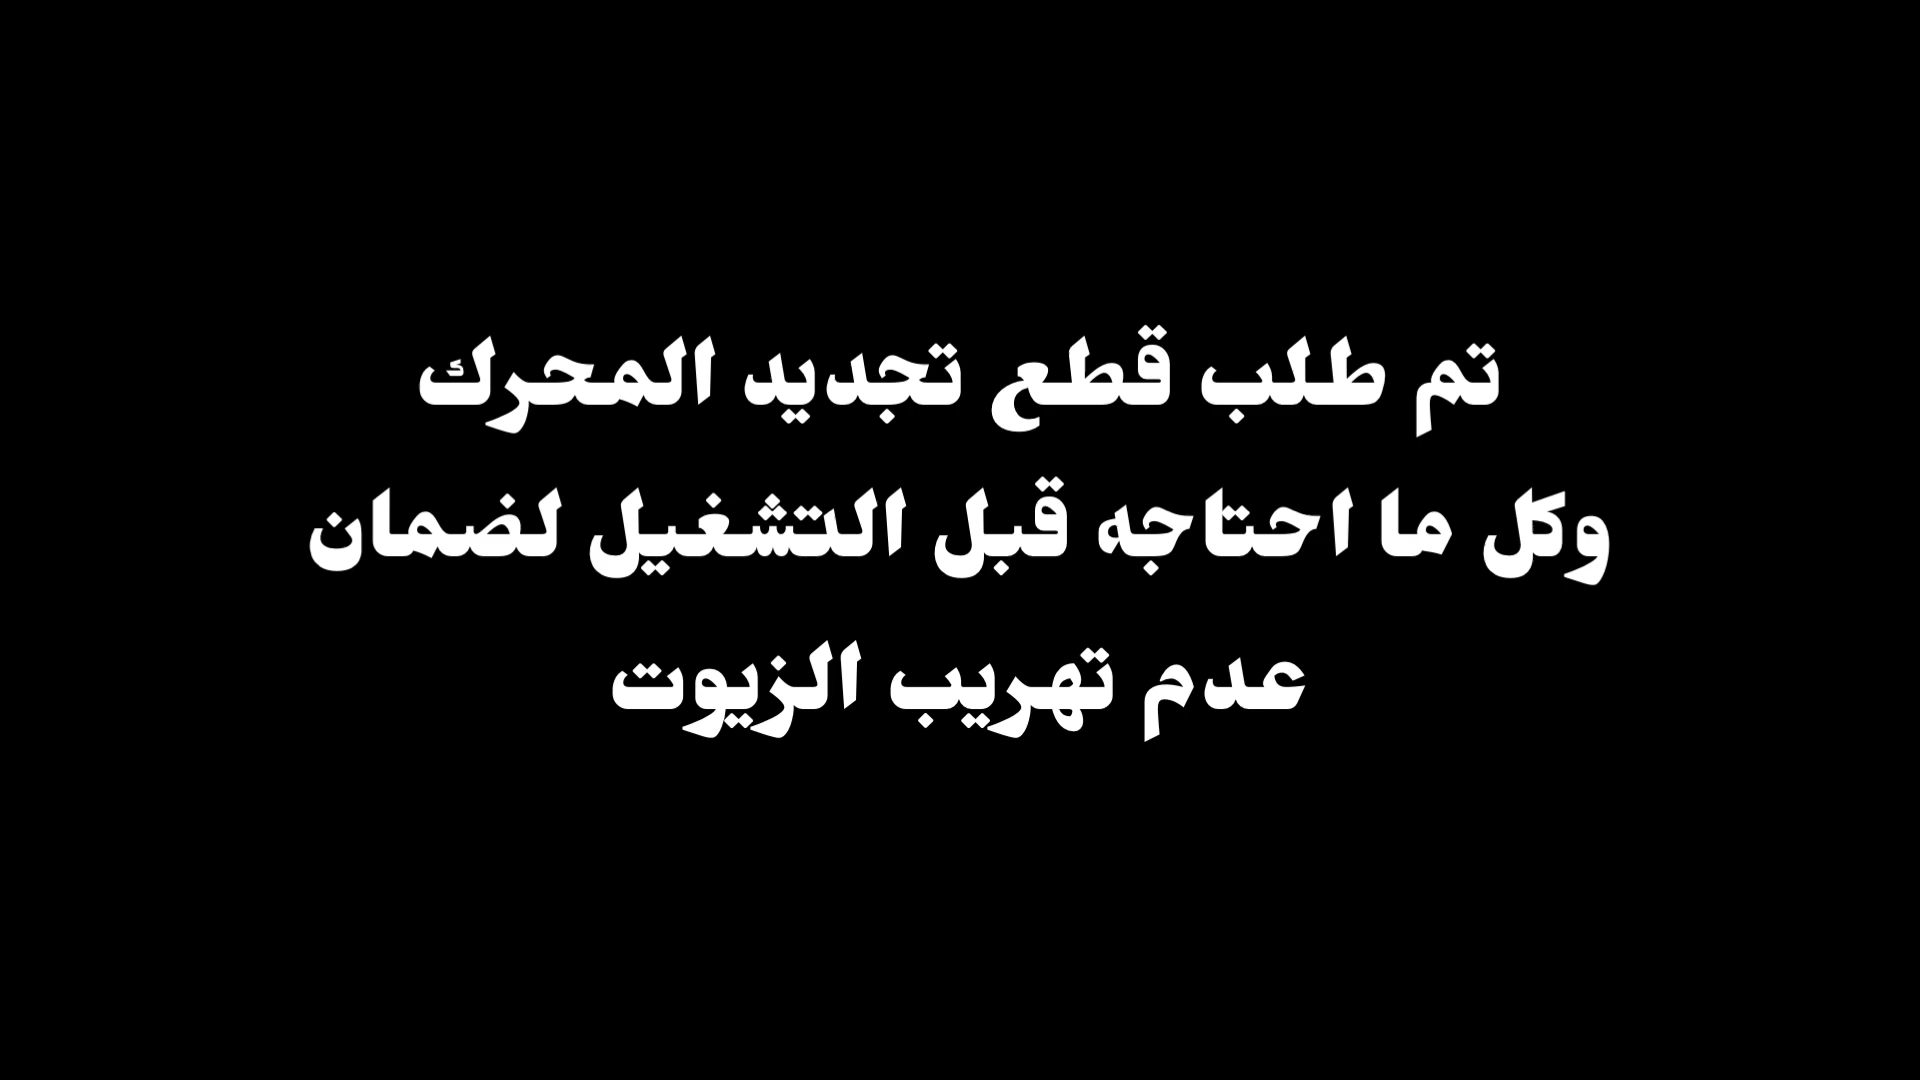 تم طلب قطع تجديد المحرك
وكل ما احتاجه قبل التشغيل لضمان
عدم تهريب الزيوت